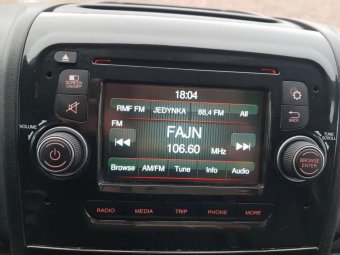 SCREEN
ON/OFF
18:04
RMF FM JEDYNKA 88,4 FM All
FM
FAJN
106.60 MHz
BACK
VOLUME
TUNE
SCROLL
BROWSE
ENTER
Browse AM/FM Tune Info Audio
RADIO MEDIA TRIP PHONE MORE